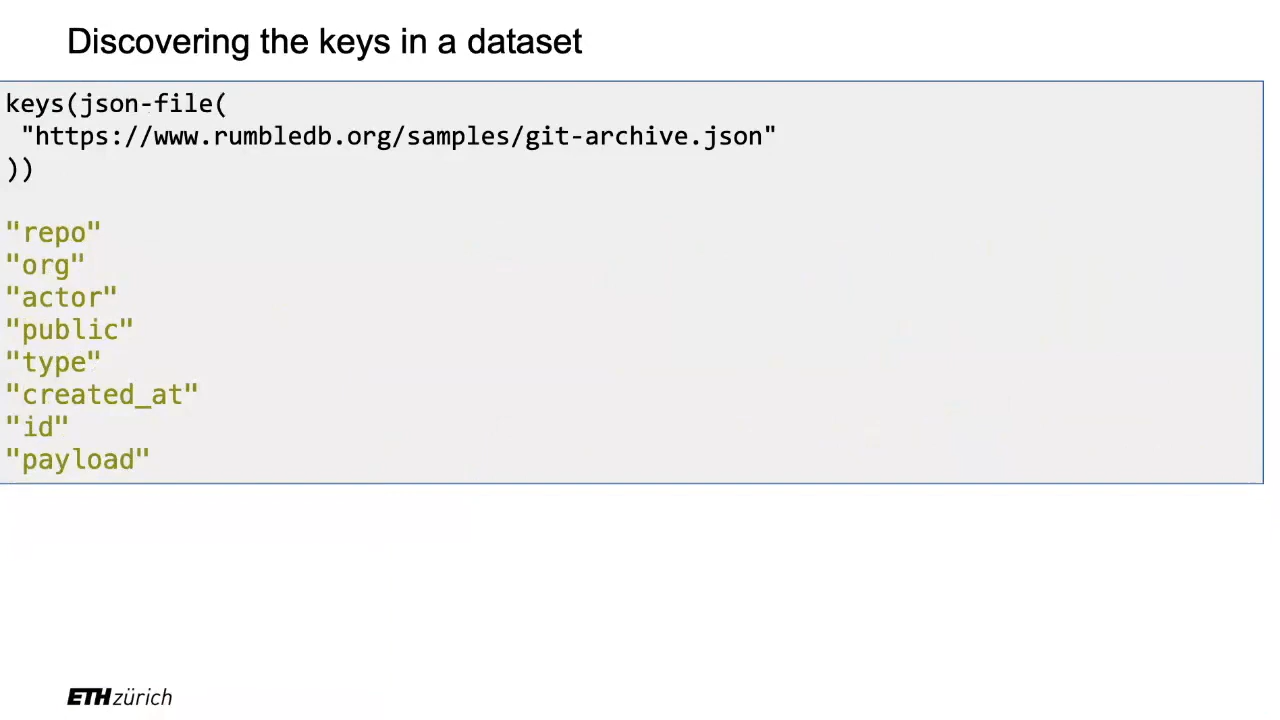 Discovering the keys in a dataset
keys(json-file(
"https://www.rumbledb.org/samples/git-archive.json"
))
"repo"
"org"
"actor"
"public"
"type"
"created_at"
"id"
"payload"
ETH zürich